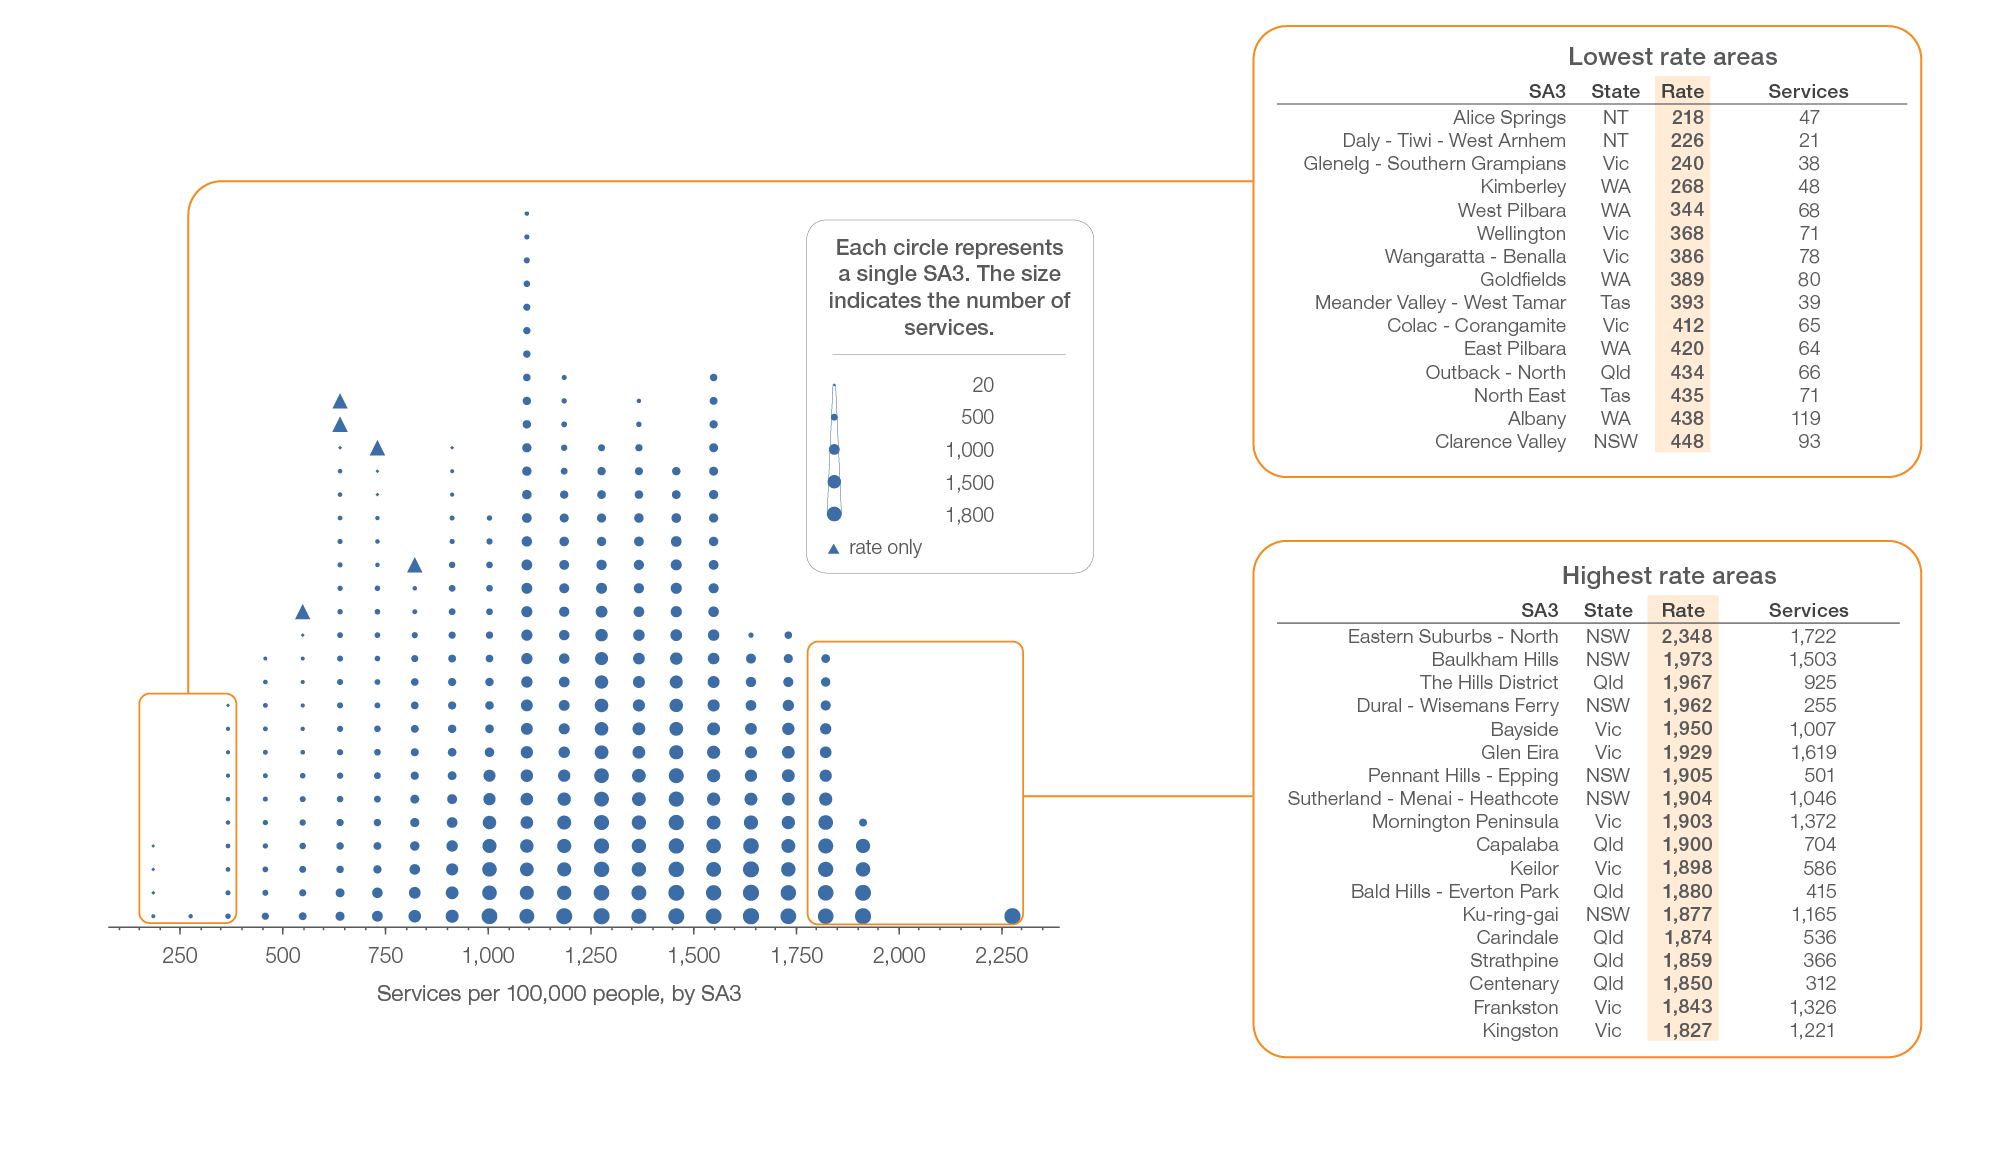 Lowest rate areas
SA3 State Rate Services
Alice Springs NT 218 47
Daly - Tiwi - West Arnhem NT 226 21
Glenelg - Southern Grampians Vic 240 38
Kimberley WA 268 48
West Pilbara WA 344 68
Wellington Vic 368 71
Wangaratta - Benalla Vic 386 78
Goldfields WA 389 80
Meander Valley - West Tamar Tas 393 39
Colac - Corangamite Vic 412 65
East Pilbara WA 420 64
Outback - North Qld 434 66
North East Tas 435 71
Albany WA 438 119
Clarence Valley NSW 448 93
Each circle represents
a single SA3. The size
indicates the number of
services.
20
500
1,000
1,500
1,800
rate only
Highest rate areas
SA3 State Rate Services
Eastern Suburbs - North NSW 2,348 1,722
Baulkham Hills NSW 1,973 1,503
The Hills District Qld 1,967 925
Dural - Wisemans Ferry NSW 1,962 255
Bayside Vic 1,950 1,007
Glen Eira Vic 1,929 1,619
Pennant Hills - Epping NSW 1,905 501
Sutherland - Menai - Heathcote NSW 1,904 1,046
Mornington Peninsula Vic 1,903 1,372
Capalaba Qld 1,900 704
Keilor Vic 1,898 586
Bald Hills - Everton Park Qld 1,880 415
Ku-ring-gai NSW 1,877 1,165
Carindale Qld 1,874 536
Strathpine Qld 1,859 366
Centenary Qld 1,850 312
Frankston Vic 1,843 1,326
Kingston Vic 1,827 1,221
250 500 750 1,000 1,250 1,500 1,750 2,000 2,250
Services per 100,000 people, by SA3